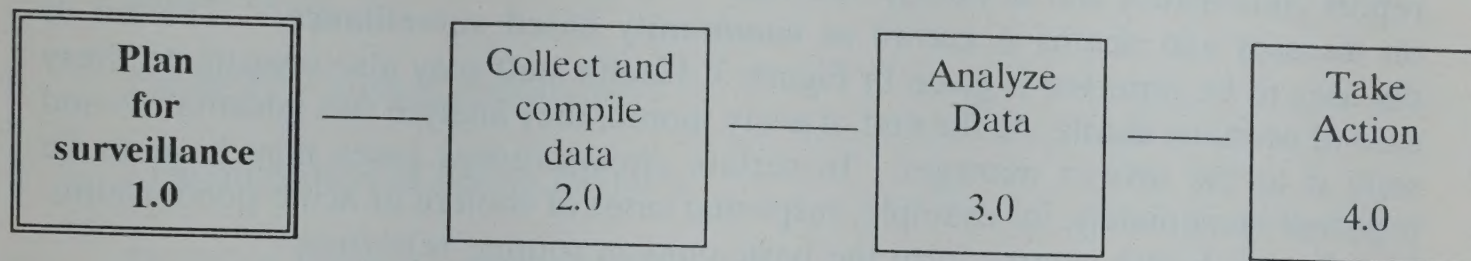 Plan
for
surveillance
1.0
Collect and
compile
data
2.0
Analyze
Data
3.0
Take
Action
4.0